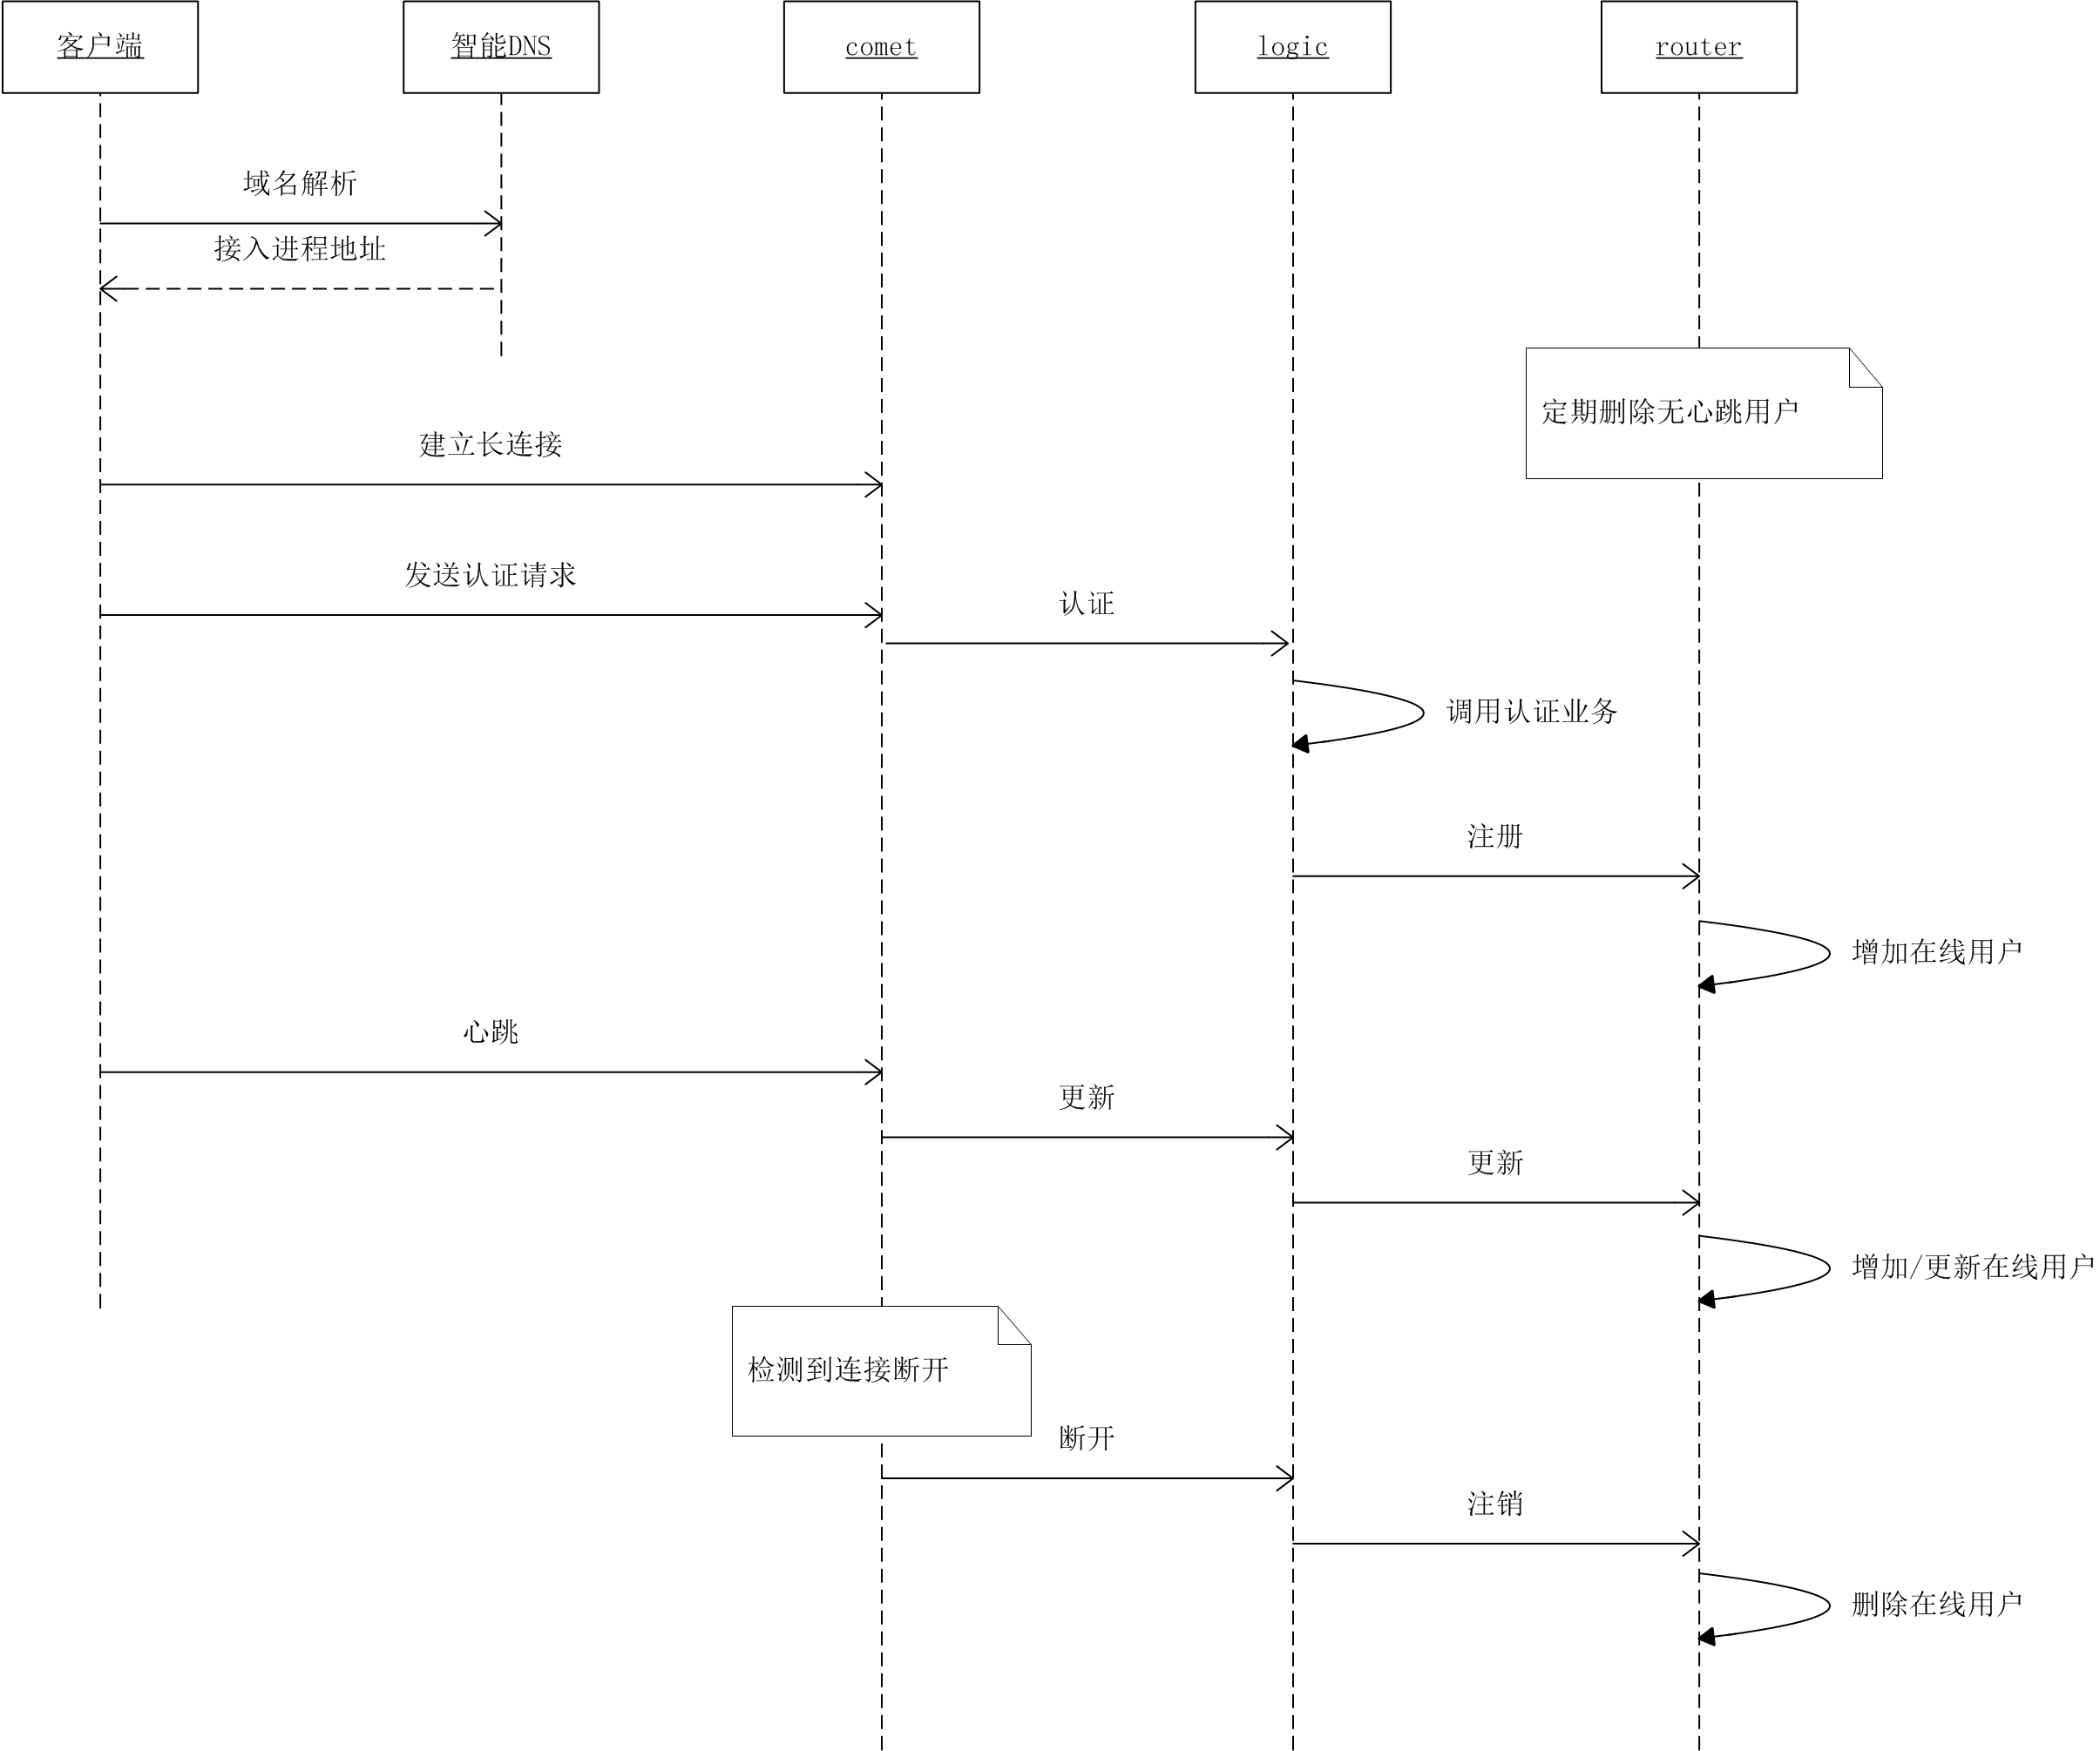 客户端
智能DNS
comet
logic
router
域名解析
接入进程地址
定期删除无心跳用户
建立长连接
发送认证请求
认证
调用认证业务
注册
增加在线用户
心跳
更新
更新
增加/更新在线用户
检测到连接断开
断开
注销
删除在线用户